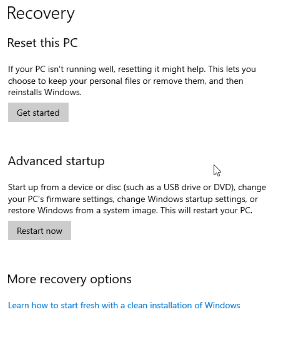 Recovery
Reset this PC
If your PC isn't running well, resetting it might help. This lets you
choose to keep your personal files or remove them, and then
reinstalls Windows.
Get started
Advanced startup
Start up from a device or disc (such as a USB drive or DVD), change
your PC's firmware settings, change Windows startup settings, or
restore Windows from a system image. This will restart your PC.
Restart now
More recovery options
Learn how to start fresh with a clean installation of Windows